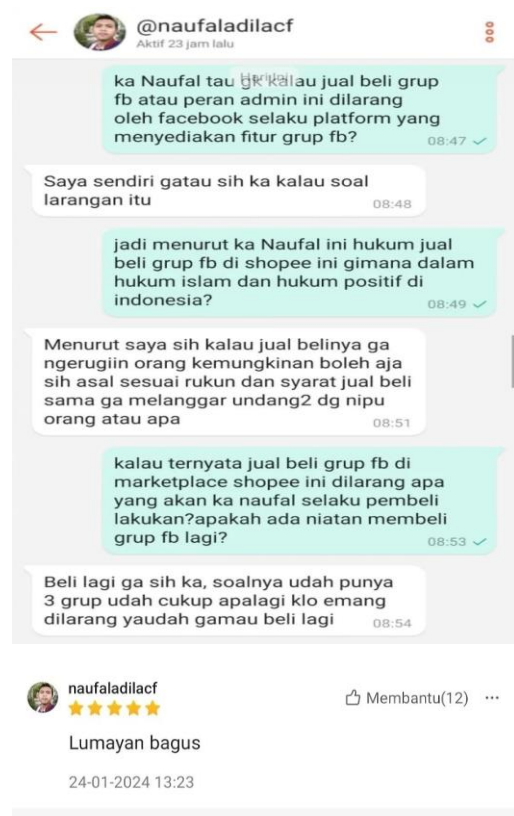 @naufaladilacf
Aktif 23 jam lalu
Hari Ini
ka Naufal tau gk kalau jual beli grup
fb atau peran admin ini dilarang
oleh facebook selaku platform yang
menyediakan fitur grup fb?
08:47
Saya sendiri gatau sih ka kalau soal
larangan itu
08:48
jadi menurut ka Naufal ini hukum jual
beli grup fb di shopee ini gimana dalam
hukum islam dan hukum positif di
indonesia?
08:49
Menurut saya sih kalau jual belinya ga
ngerugiin orang kemungkinan boleh aja
sih asal sesuai rukun dan syarat jual beli
sama ga melanggar undang2 dg nipu
orang atau apa
08:51
kalau ternyata jual beli grup fb di
marketplace shopee ini dilarang apa
yang akan ka naufal selaku pembeli
lakukan?apakah ada niatan membeli
grup fb lagi?
08:53
Beli lagi ga sih ka, soalnya udah punya
3 grup udah cukup apalagi klo emang
dilarang yaudah gamau beli lagi
08:54
naufaladilacf
Membantu(12)
Lumayan bagus
24-01-2024 13:23